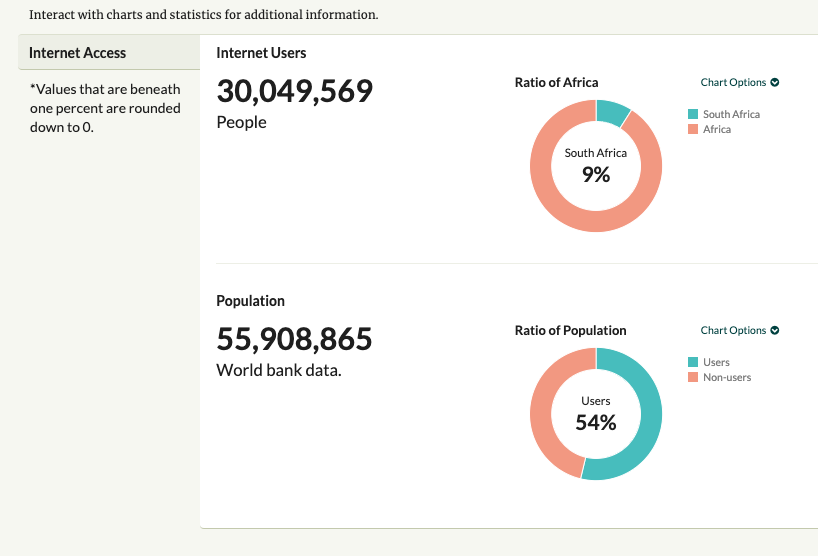 Interact with charts and statistics for additional information.
Internet Access
*Values that are beneath
one percent are rounded
down to 0.
Internet Users
30,049,569
People
Ratio of Africa
Chart Options
South Africa
Africa
South Africa
9%
Population
55,908,865
World bank data.
Ratio of Population
Chart Options
Users
Non-users
Users
54%